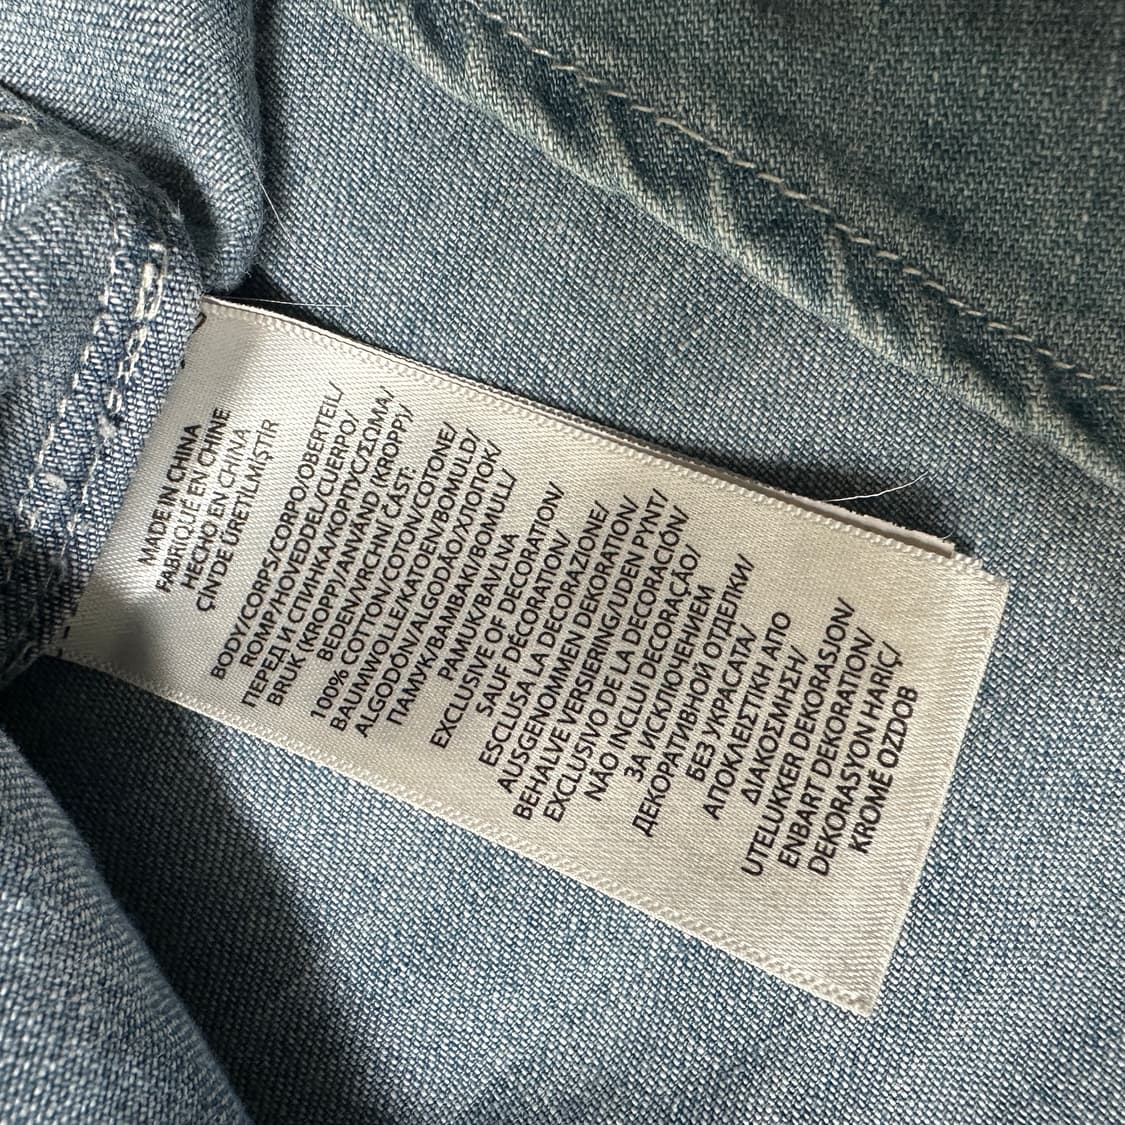 MADE IN CHINA
FABRIQUÉ EN CHINE
HECHO EN CHINA
ÇİNDE ÜRETİLMİŞTİR
BODY/CORPS/CORPO/OBERTEIL/
ROMP/HOVEDDEL/CUERPO/
ПЕРЕД И СПИНКА/КОРПУС/ΣΩΜΑ/
BRUK (KROPP)/ANVÄND (KROPP)/
BEDEN/VRCHNÍ ČÁST:
100% COTTON/COTON/COTONE/
BAUMWOLLE/KATOEN/BOMULD/
ALGODÓN/ALGODÃO/ХЛОПОК/
ПАМУК/ΒΑΜΒΑΚΙ/BOMULL/
PAMUK/BAVLNA
EXCLUSIVE OF DECORATION/
SAUF DÉCORATION/
ESCLUSA LA DECORAZIONE/
AUSGENOMMEN DEKORATION/
BEHALVE VERSIERING/UDEN PYNT/
EXCLUSIVO DE LA DECORACIÓN/
NÃO INCLUI DECORAÇÃO/
ЗА ИСКЛЮЧЕНИЕМ
ДЕКОРАТИВНОЙ ОТДЕЛКИ/
БЕЗ УКРАСАТА/
ΑΠΟΚΛΕΙΣΤΙΚΗ ΑΠΟ
ΔΙΑΚΟΣΜΗΣΗ/
UTELUKKER DEKORASJON/
ENBART DEKORATION/
DEKORASYON HARİÇ/
KROMĚ OZDOB